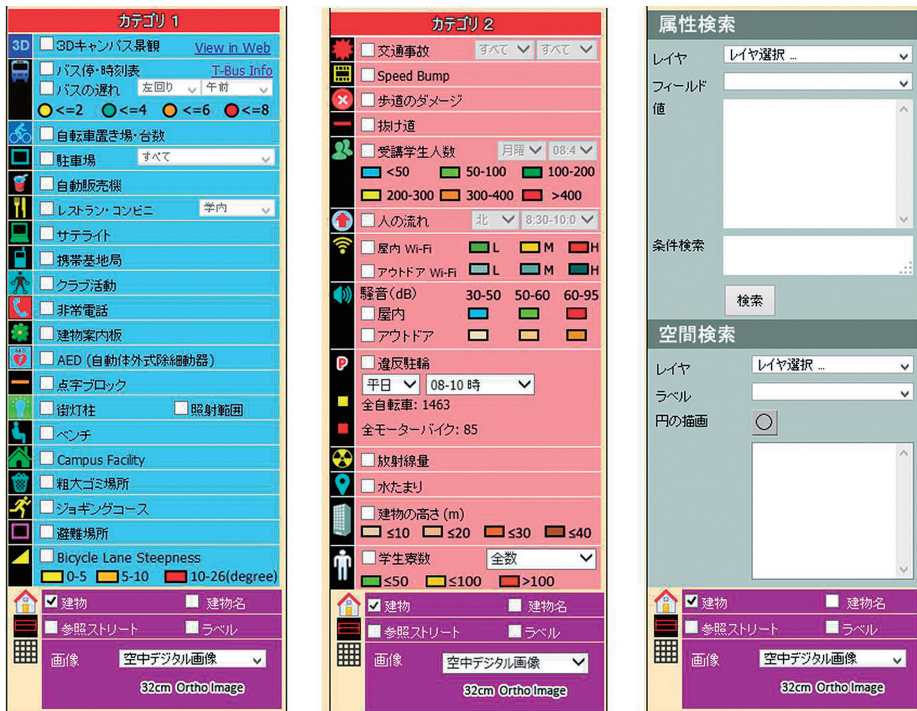 カテゴリ 1
3D 3Dキャンパス景観 View in Web
バス停・時刻表 T-Bus Info
バスの遅れ 左回り 午前
<=2 <=4 <=6 <=8
自転車置き場・台数
駐車場 すべて
自動販売機
レストラン・コンビニ 学内
サテライト
携帯基地局
クラブ活動
非常電話
建物案内板
AED (自動体外式除細動器)
点字ブロック
街灯柱 照射範囲
ベンチ
Campus Facility
粗大ゴミ場所
ジョギングコース
避難場所
Bicycle Lane Steepness
0-5 5-10 10-26(degree)
建物 建物名
参照ストリート ラベル
画像 空中デジタル画像
32cm Ortho Image
カテゴリ 2
交通事故 すべて すべて
Speed Bump
歩道のダメージ
抜け道
受講学生人数 月曜 08:4
<50 50-100 100-200
200-300 300-400 >400
人の流れ 北 8:30-10:0
屋内 Wi-Fi L M H
アウトドア Wi-Fi L M H
騒音(dB) 30-50 50-60 60-95
屋内
アウトドア
P 違反駐輪
平日 08-10 時
全自転車: 1463
全モーターバイク: 85
放射線量
水たまり
建物の高さ(m)
≤10 ≤20 ≤30 ≤40
学生寮数 全数
≤50 ≤100 >100
建物 建物名
参照ストリート ラベル
画像 空中デジタル画像
32cm Ortho Image
属性検索
レイヤ レイヤ選択 ...
フィールド
値
条件検索
検索
空間検索
レイヤ レイヤ選択 ...
ラベル
円の描画
建物 建物名
参照ストリート ラベル
画像 空中デジタル画像
32cm Ortho Image